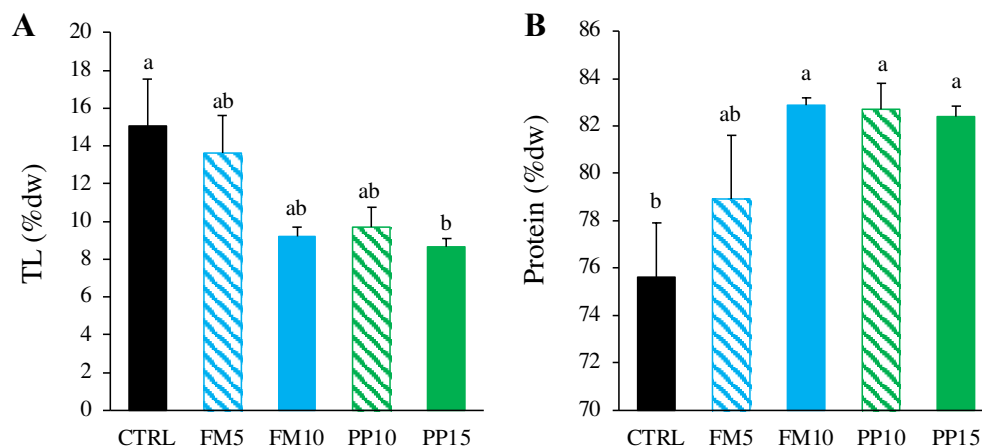 A
TL (%dw)
20
18
16
14
12
10
8
6
4
2
0
a
ab
ab
ab
b
CTRL FM5 FM10 PP10 PP15
B
Protein (%dw)
86
84
82
80
78
76
74
72
70
b
ab
a
a
a
CTRL FM5 FM10 PP10 PP15